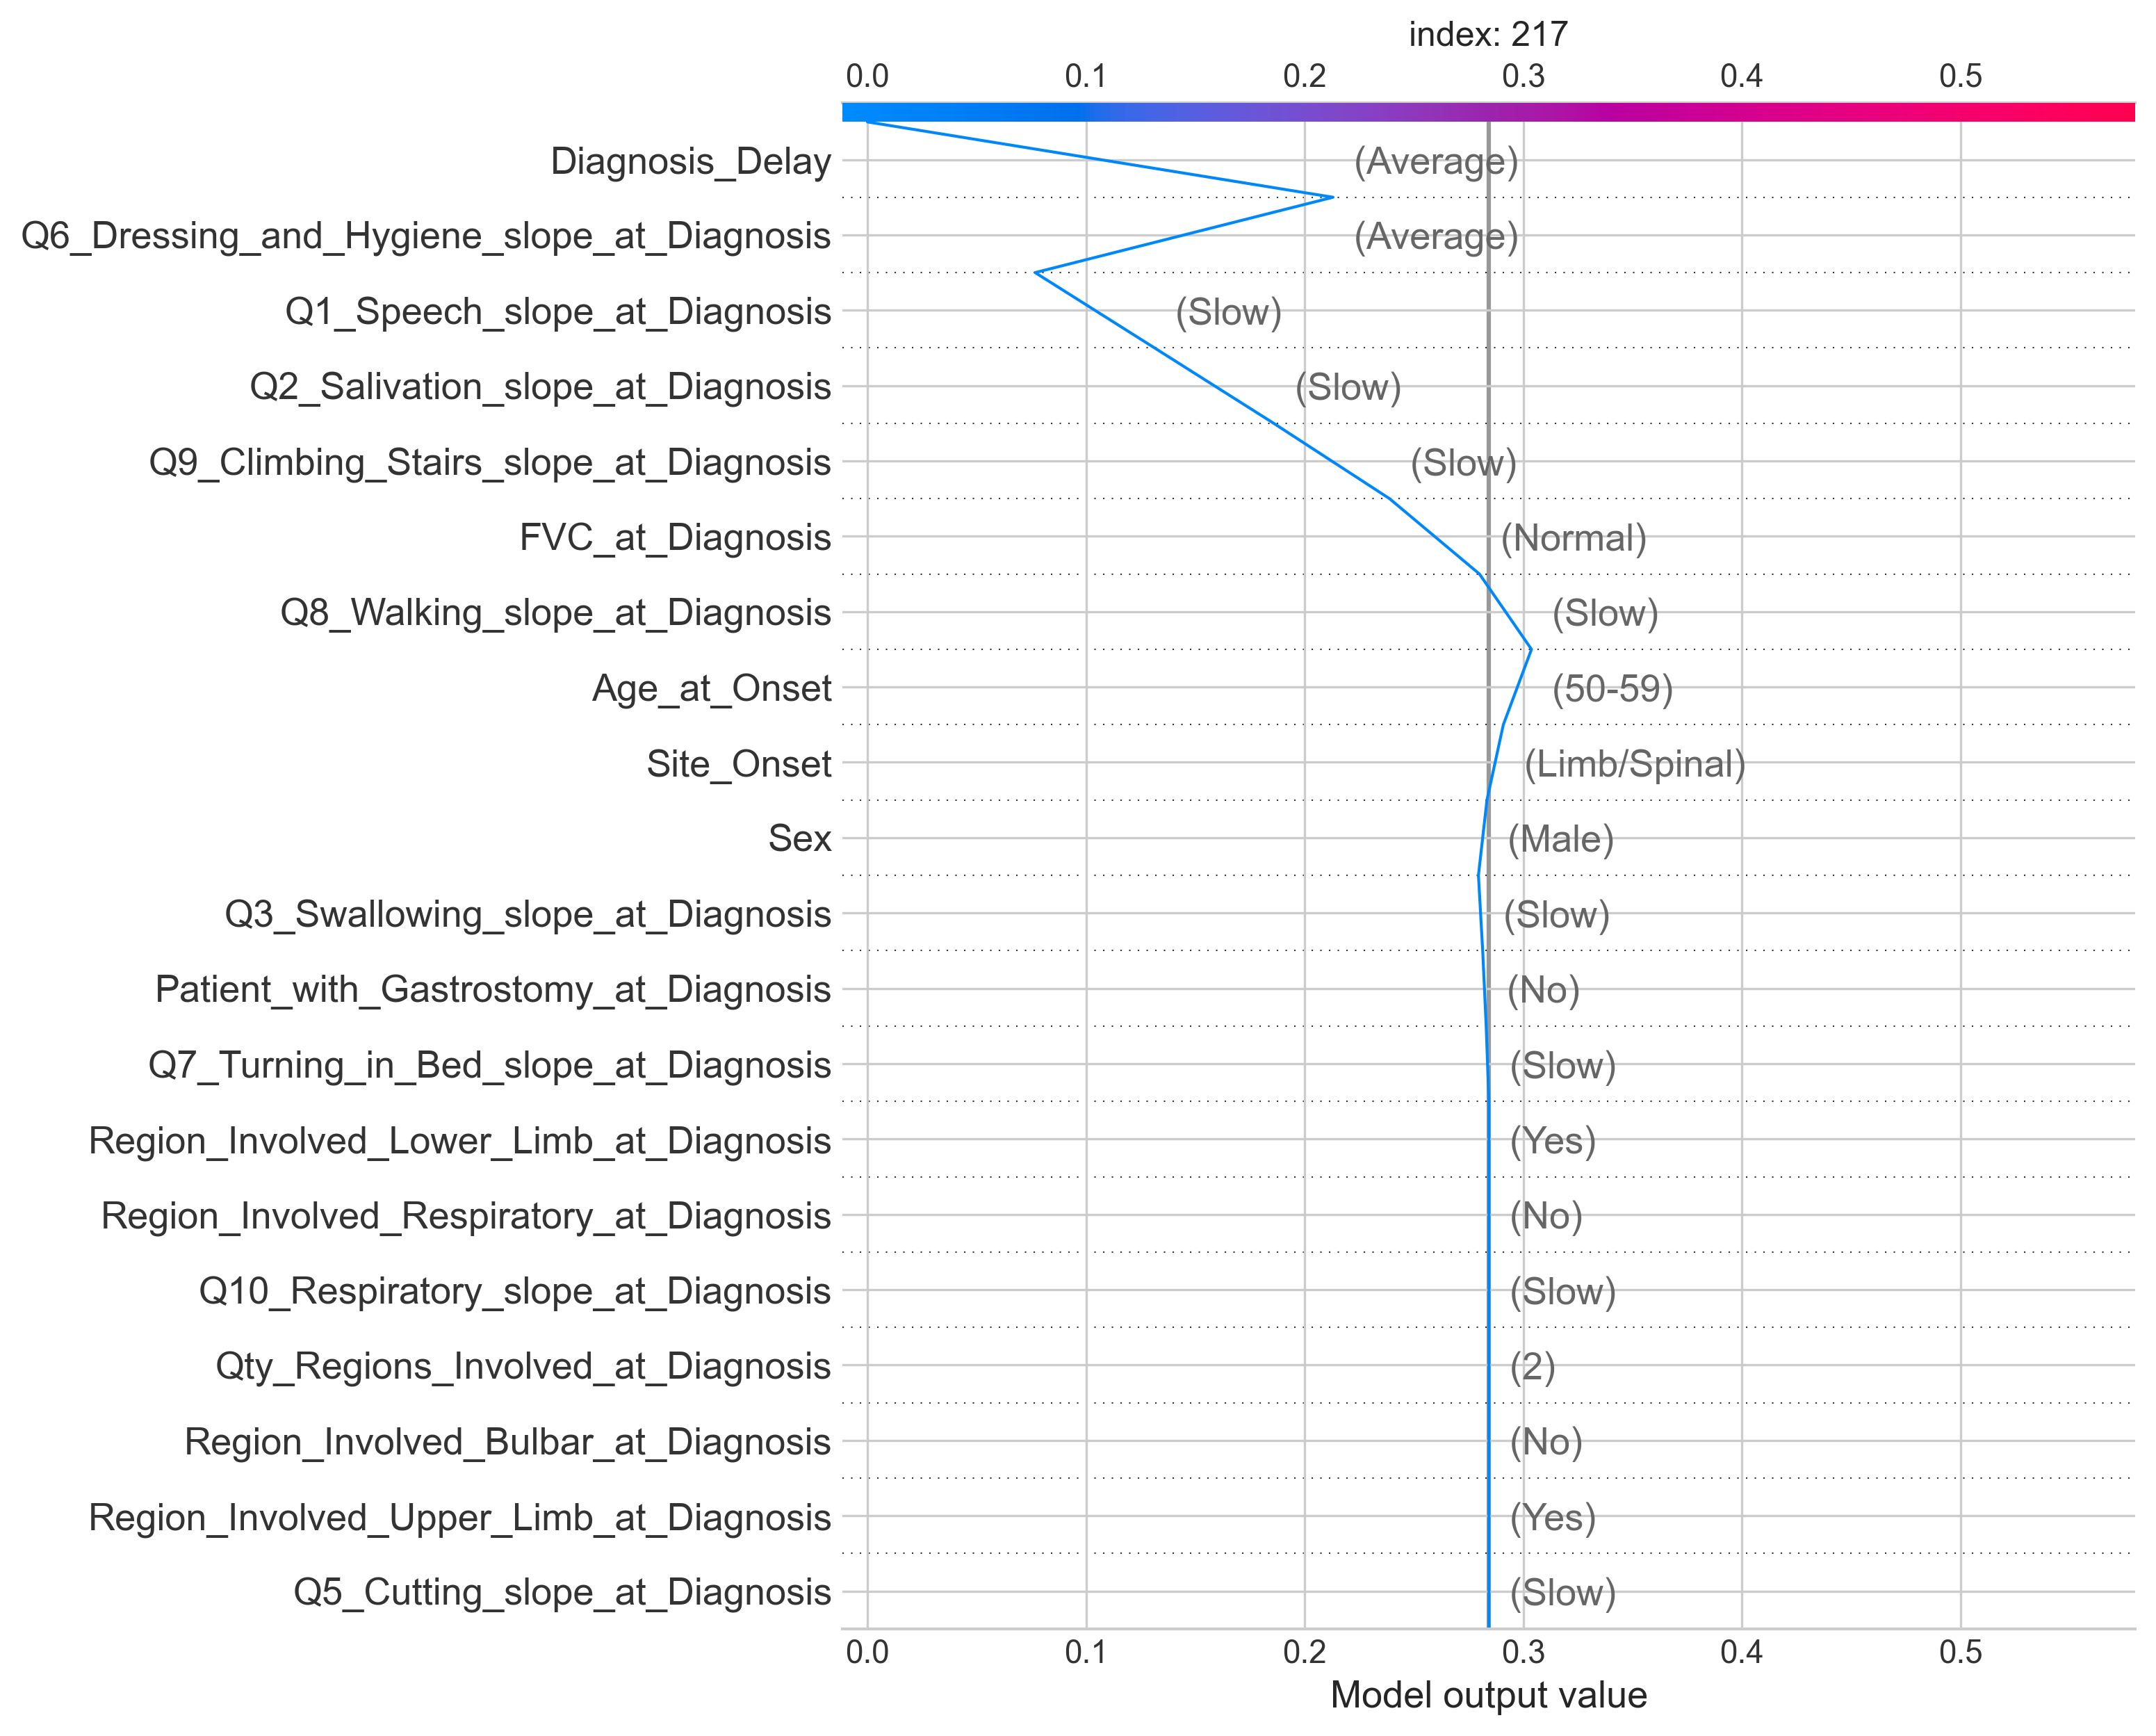 index: 217
0.0 0.1 0.2 0.3 0.4 0.5
Diagnosis_Delay (Average)
Q6_Dressing_and_Hygiene_slope_at_Diagnosis (Average)
Q1_Speech_slope_at_Diagnosis (Slow)
Q2_Salivation_slope_at_Diagnosis (Slow)
Q9_Climbing_Stairs_slope_at_Diagnosis (Slow)
FVC_at_Diagnosis (Normal)
Q8_Walking_slope_at_Diagnosis (Slow)
Age_at_Onset (50-59)
Site_Onset (Limb/Spinal)
Sex (Male)
Q3_Swallowing_slope_at_Diagnosis (Slow)
Patient_with_Gastrostomy_at_Diagnosis (No)
Q7_Turning_in_Bed_slope_at_Diagnosis (Slow)
Region_Involved_Lower_Limb_at_Diagnosis (Yes)
Region_Involved_Respiratory_at_Diagnosis (No)
Q10_Respiratory_slope_at_Diagnosis (Slow)
Qty_Regions_Involved_at_Diagnosis (2)
Region_Involved_Bulbar_at_Diagnosis (No)
Region_Involved_Upper_Limb_at_Diagnosis (Yes)
Q5_Cutting_slope_at_Diagnosis (Slow)
0.0 0.1 0.2 0.3 0.4 0.5
Model output value